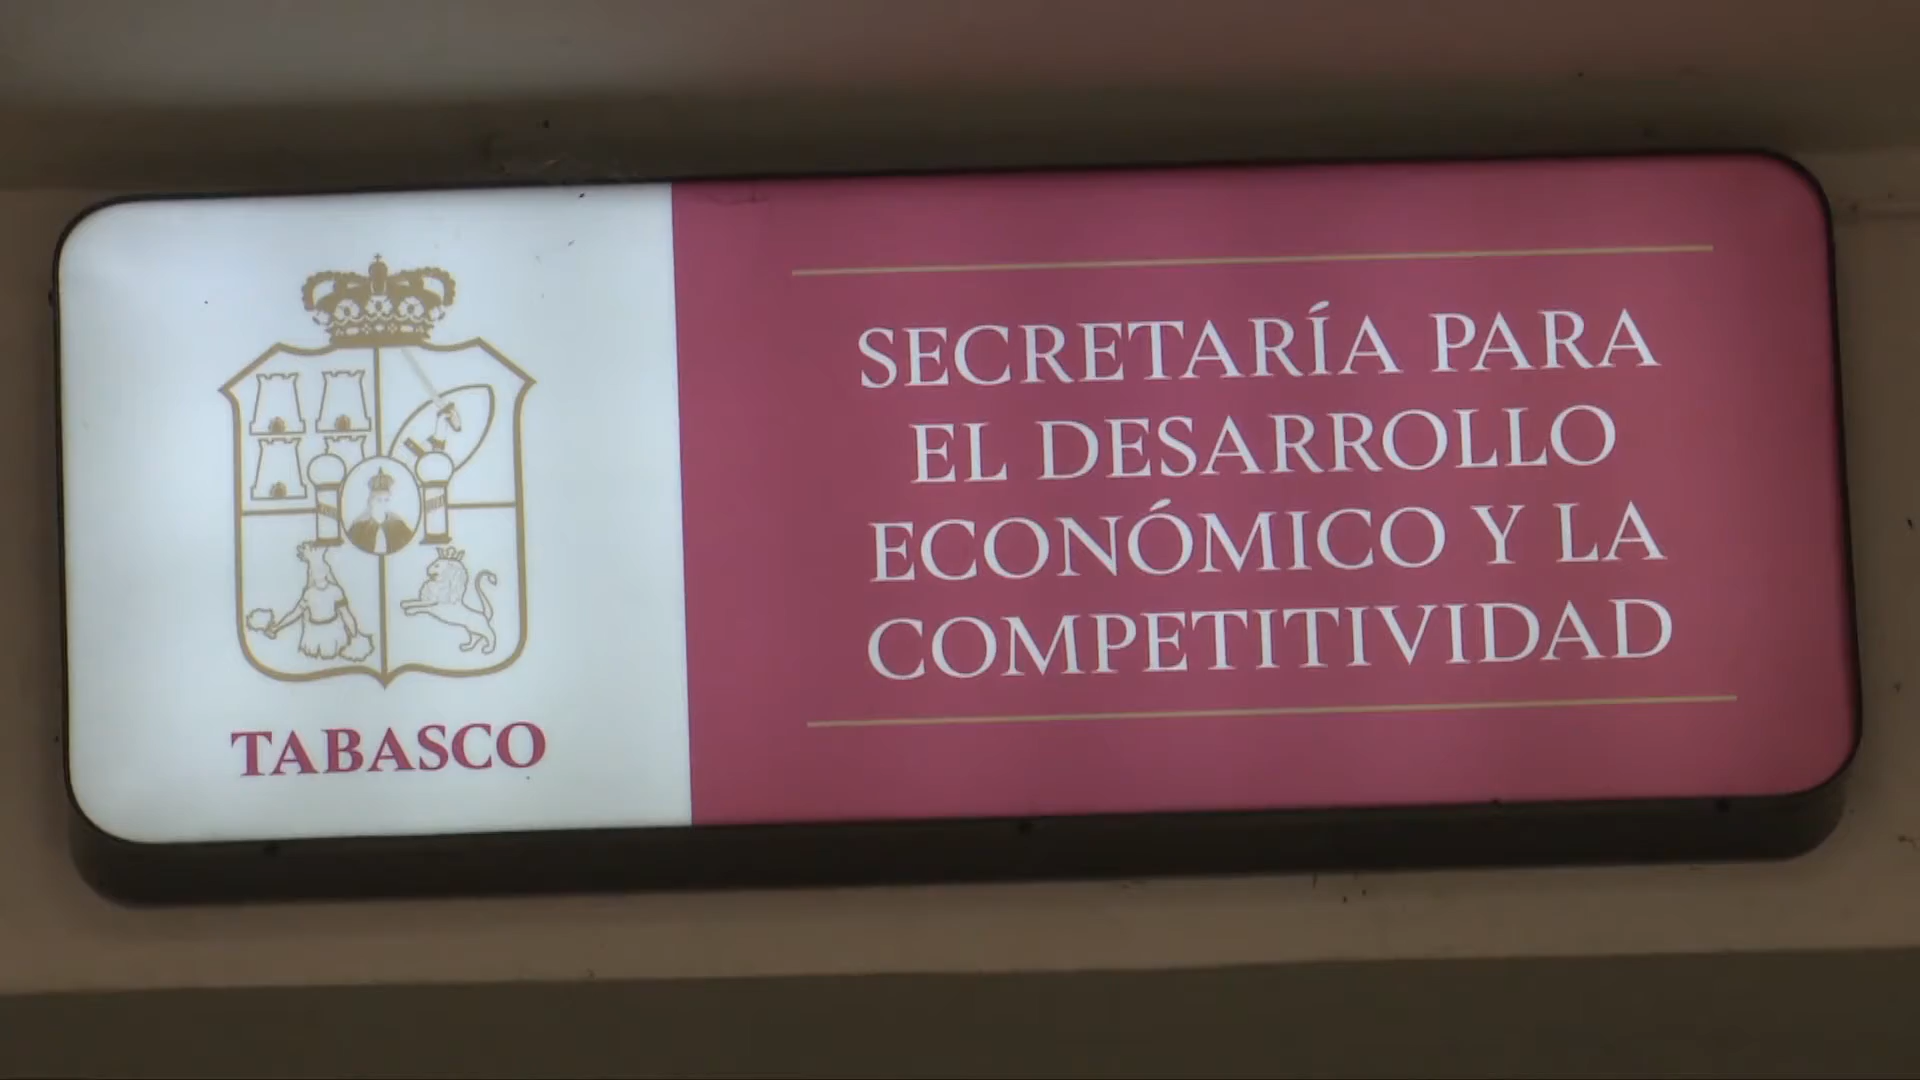 TABASCO
SECRETARÍA PARA
EL DESARROLLO
ECONÓMICO Y LA
COMPETITIVIDAD